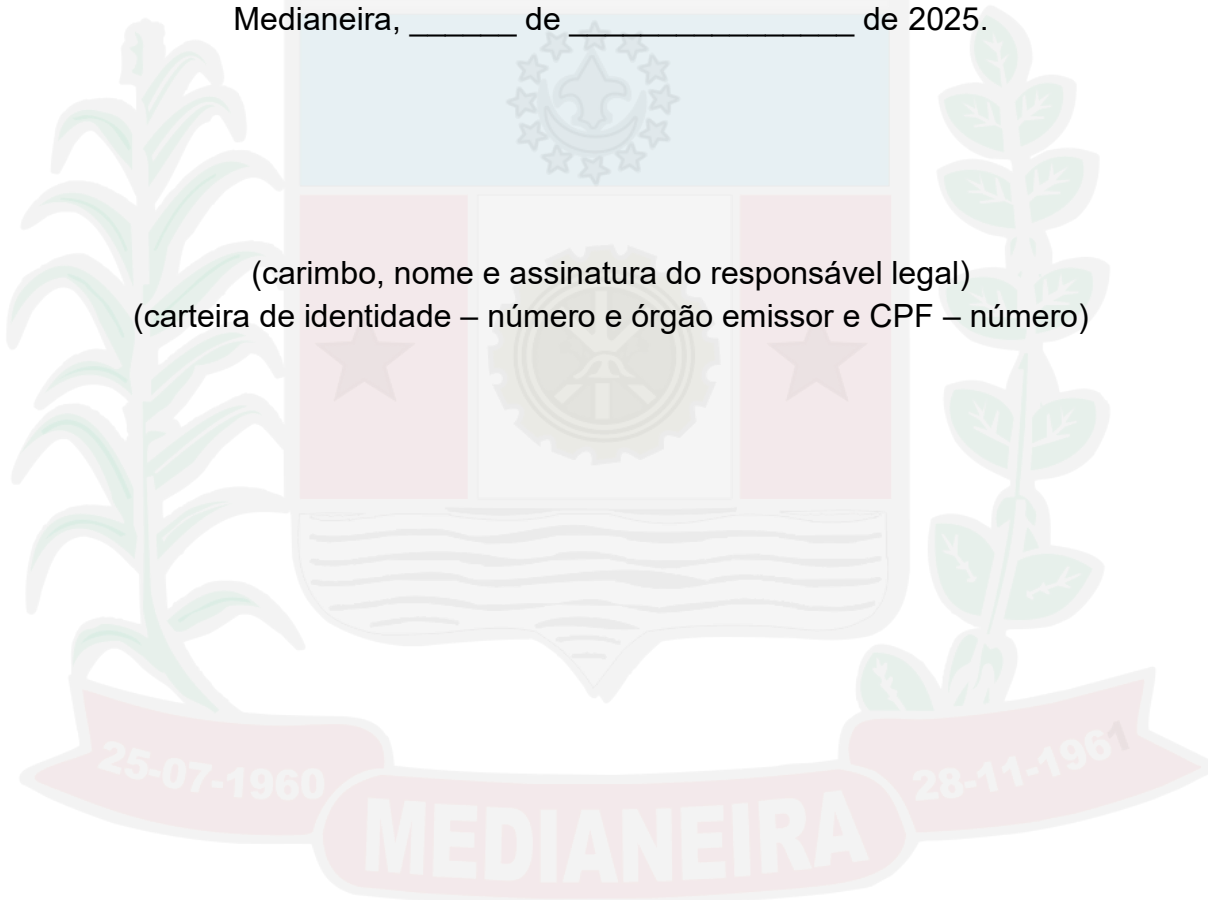 Medianeira, ______ de ________________ de 2025.
(carimbo, nome e assinatura do responsável legal)
(carteira de identidade – número e órgão emissor e CPF – número)
25-07-1960
28-11-1961
MEDIANEIRA